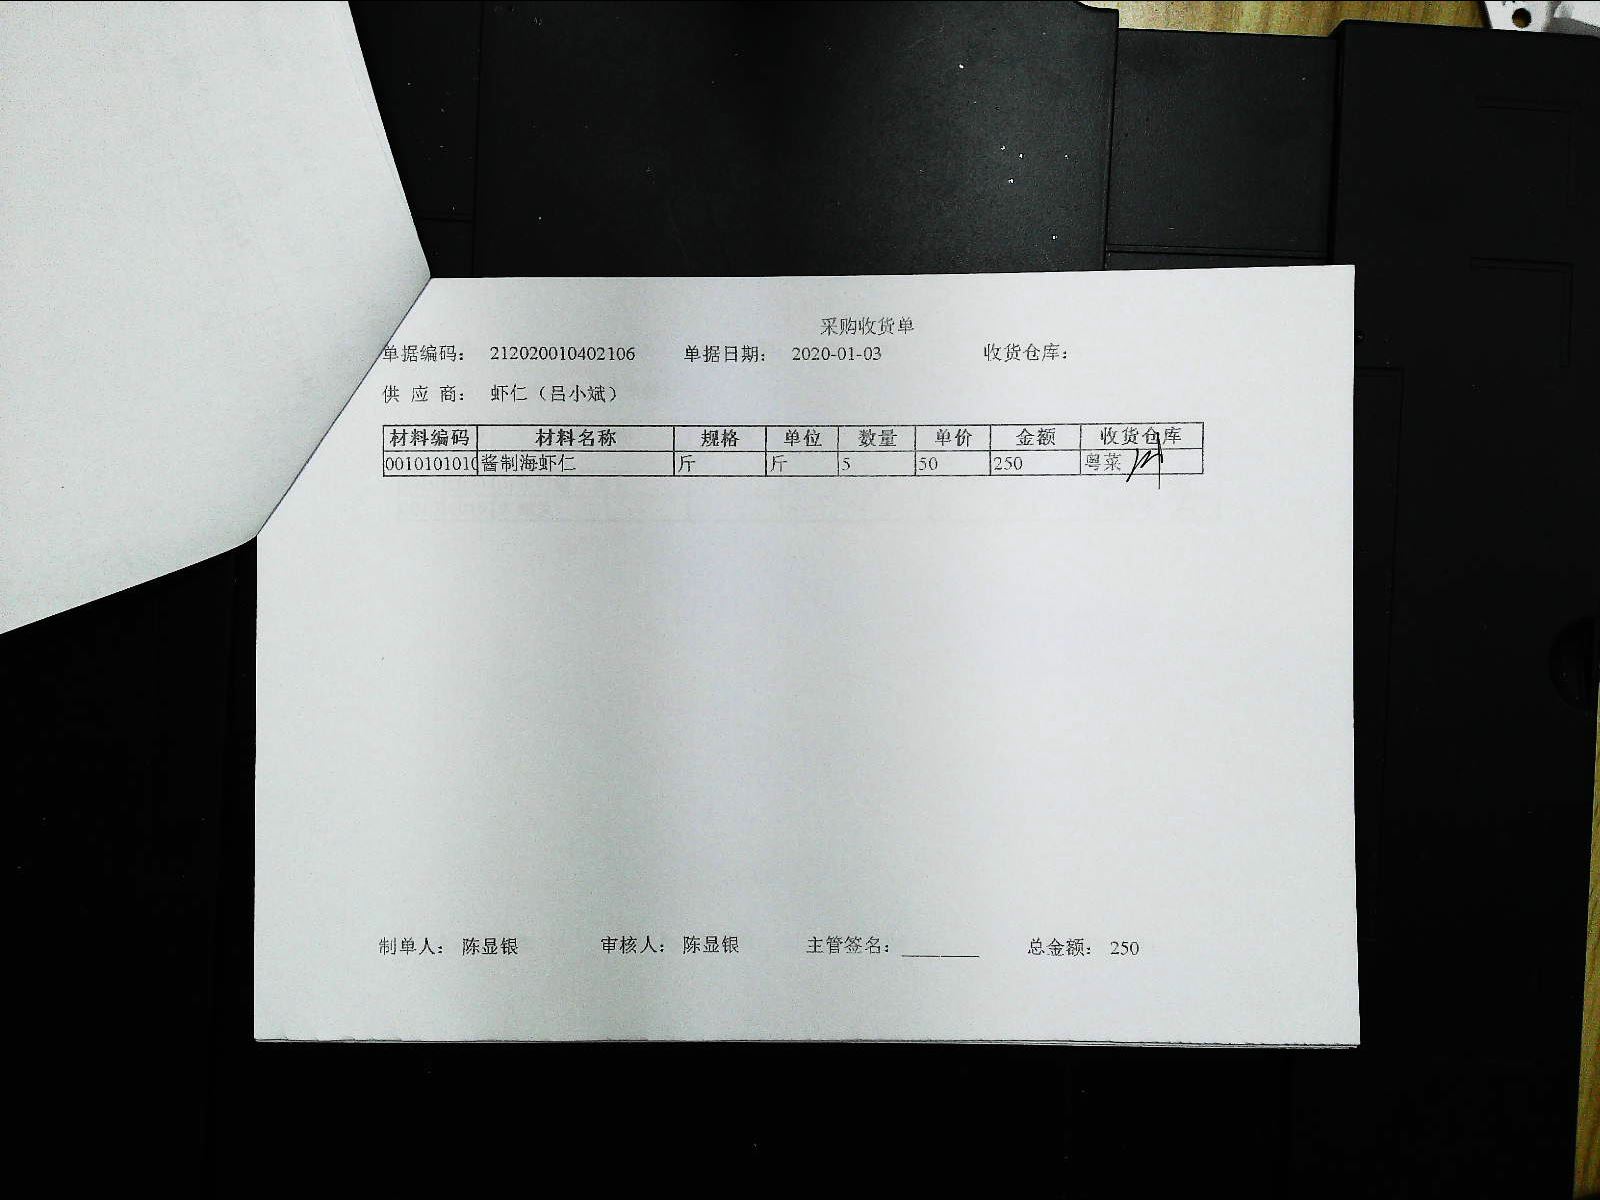 采购收货单
单据编码： 212020010402106 单据日期： 2020-01-03 收货仓库：
供 应 商： 虾仁（吕小斌）
材料编码 材料名称 规格 单位 数量 单价 金额 收货仓库
001010101 酱制海虾仁 斤 斤 5 50 250 粤菜
制单人： 陈显银 审核人： 陈显银 主管签名： 总金额： 250